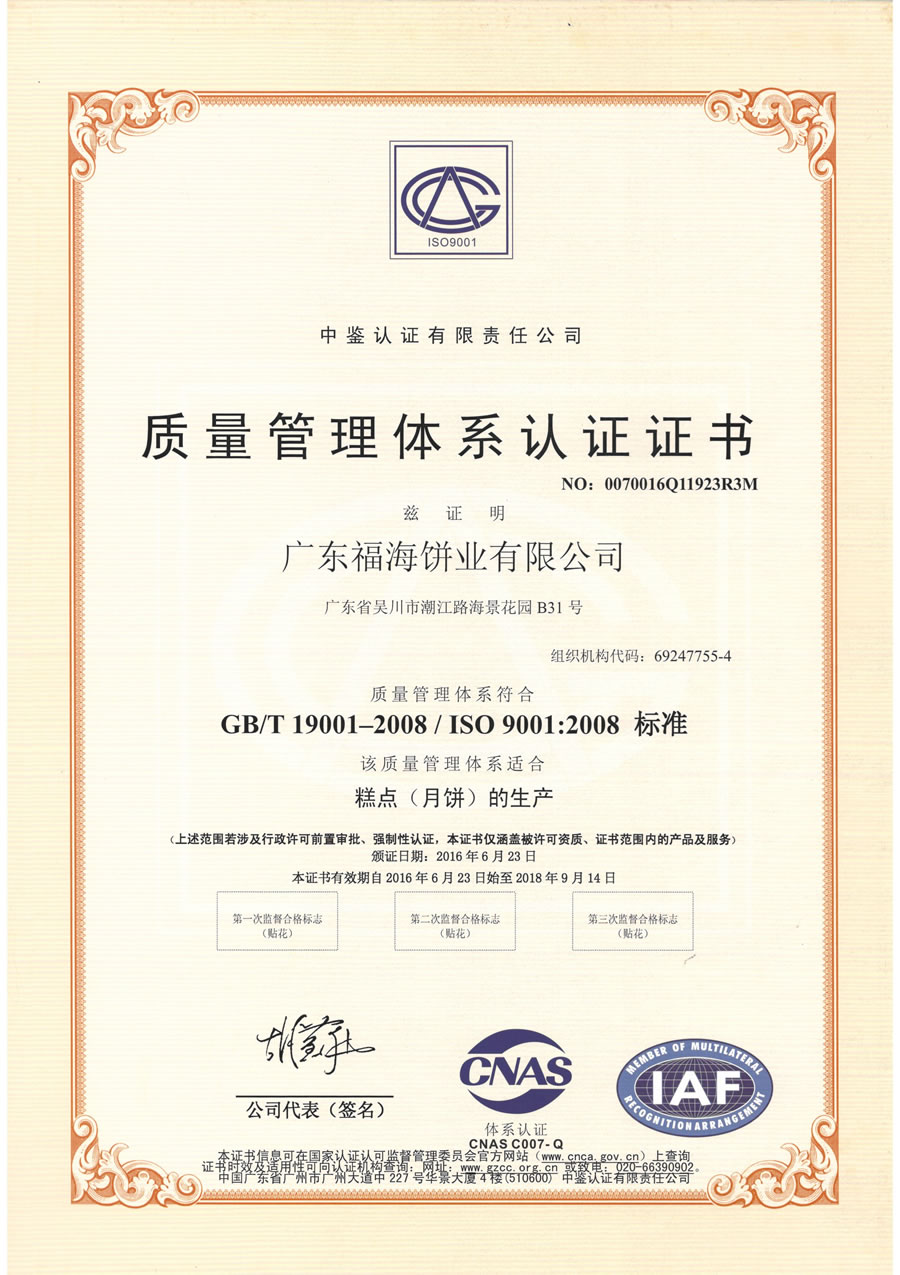 ISO9001
中鉴认证有限责任公司
质量管理体系认证证书
NO：0070016Q11923R3M
兹证明
广东福海饼业有限公司
广东省吴川市潮江路海景花园 B31 号
组织机构代码：69247755-4
质量管理体系符合
GB/T 19001–2008 / ISO 9001:2008 标准
该质量管理体系适合
糕点（月饼）的生产
（上述范围若涉及行政许可前置审批、强制性认证，本证书仅涵盖被许可资质、证书范围内的产品及服务）
颁证日期：2016 年 6 月 23 日
本证书有效期自 2016 年 6 月 23 日始至 2018 年 9 月 14 日
第一次监督合格标志
（贴花）
第二次监督合格标志
（贴花）
第三次监督合格标志
（贴花）
公司代表（签名）
CNAS
体系认证
CNAS C007-Q
MEMBER OF MULTILATERAL
IAF
RECOGNITION ARRANGEMENT
本证书信息可在国家认证认可监督管理委员会官方网站（www.cnca.gov.cn）上查询
证书时效及适用性可向认证机构查询：网址：www.gzcc.org.cn 或致电：020-66390902。
中国广东省广州市广州大道中 227 号华景大厦 4 楼(510600) 中鉴认证有限责任公司